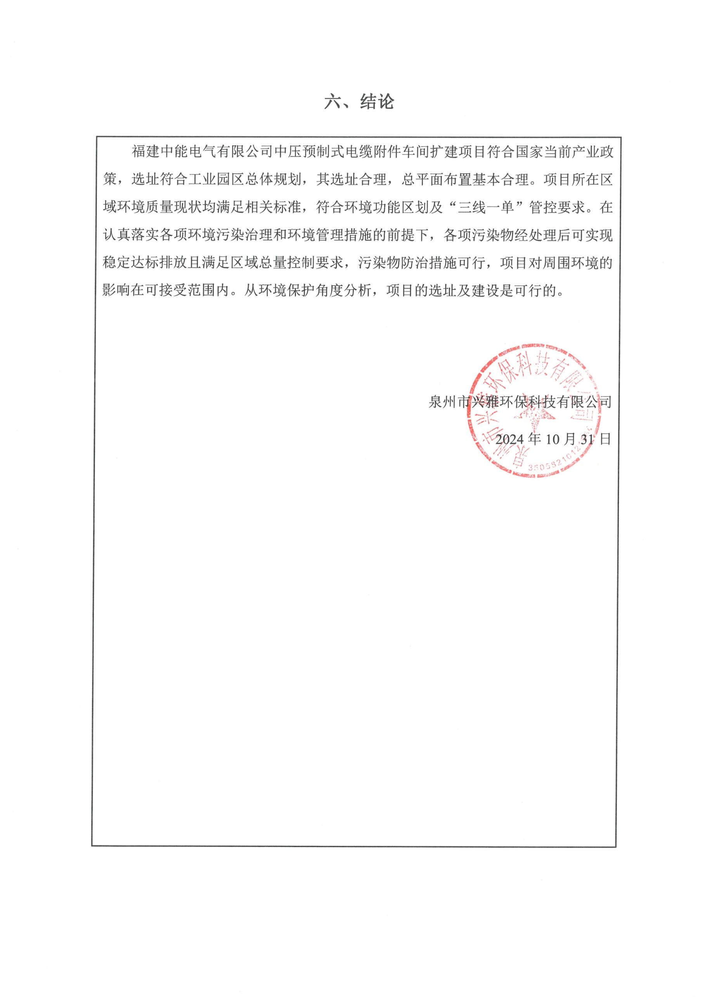 六、结论
福建中能电气有限公司中压预制式电缆附件车间扩建项目符合国家当前产业政
策，选址符合工业园区总体规划，其选址合理，总平面布置基本合理。项目所在区
域环境质量现状均满足相关标准，符合环境功能区划及“三线一单”管控要求。在
认真落实各项环境污染治理和环境管理措施的前提下，各项污染物经处理后可实现
稳定达标排放且满足区域总量控制要求，污染物防治措施可行，项目对周围环境的
影响在可接受范围内。从环境保护角度分析，项目的选址及建设是可行的。
泉州市兴雅环保科技有限公司
2024 年 10 月 31 日
泉州市兴雅环保科技有限公司